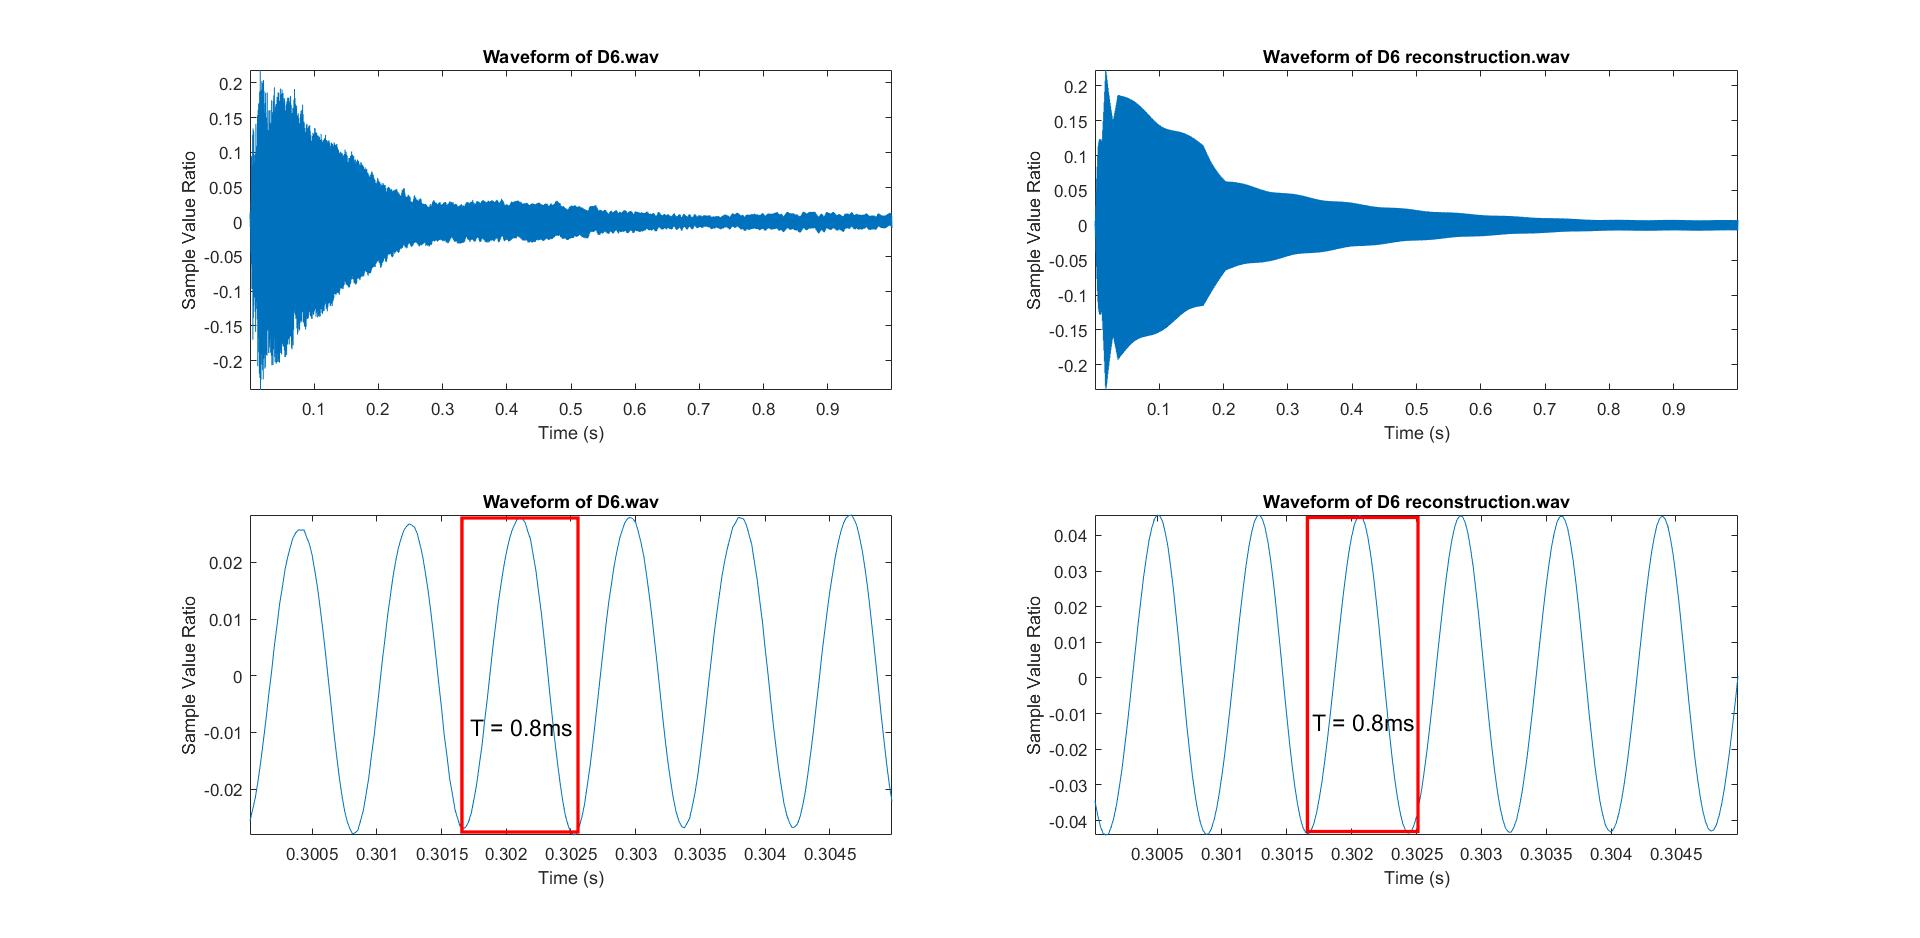 Waveform of D6.wav
Sample Value Ratio
0.2
0.15
0.1
0.05
0
-0.05
-0.1
-0.15
-0.2
0.1 0.2 0.3 0.4 0.5 0.6 0.7 0.8 0.9
Time (s)
Waveform of D6 reconstruction.wav
Sample Value Ratio
0.2
0.15
0.1
0.05
0
-0.05
-0.1
-0.15
-0.2
0.1 0.2 0.3 0.4 0.5 0.6 0.7 0.8 0.9
Time (s)
Waveform of D6.wav
Sample Value Ratio
0.02
0.01
0
-0.01
-0.02
T = 0.8ms
0.3005 0.301 0.3015 0.302 0.3025 0.303 0.3035 0.304 0.3045
Time (s)
Waveform of D6 reconstruction.wav
Sample Value Ratio
0.04
0.03
0.02
0.01
0
-0.01
-0.02
-0.03
-0.04
T = 0.8ms
0.3005 0.301 0.3015 0.302 0.3025 0.303 0.3035 0.304 0.3045
Time (s)